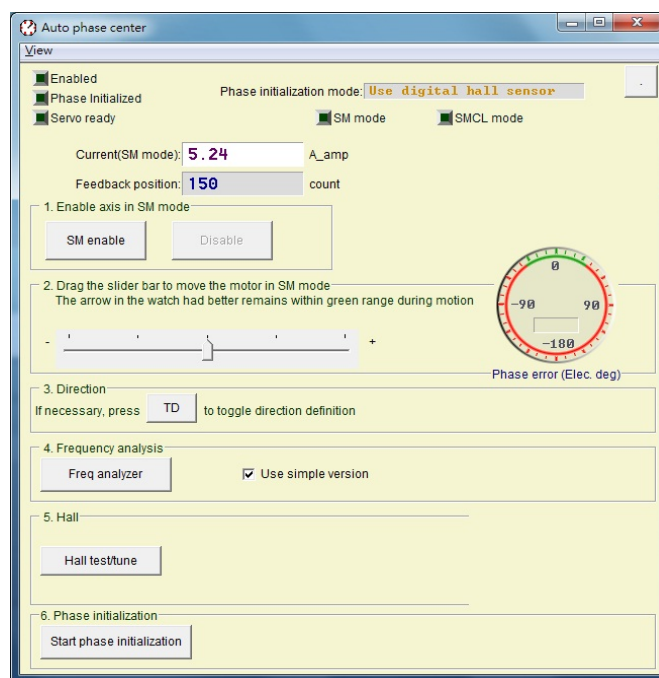 Auto phase center
View
Enabled
Phase Initialized
Servo ready
Phase initialization mode: Use digital hall sensor
.
SM mode
SMCL mode
Current(SM mode): 5.24 A_amp
Feedback position: 150 count
1. Enable axis in SM mode
SM enable
Disable
2. Drag the slider bar to move the motor in SM mode
The arrow in the watch had better remains within green range during motion
- +
0
-90 90
-180
Phase error (Elec. deg)
3. Direction
If necessary, press TD to toggle direction definition
4. Frequency analysis
Freq analyzer
Use simple version
5. Hall
Hall test/tune
6. Phase initialization
Start phase initialization